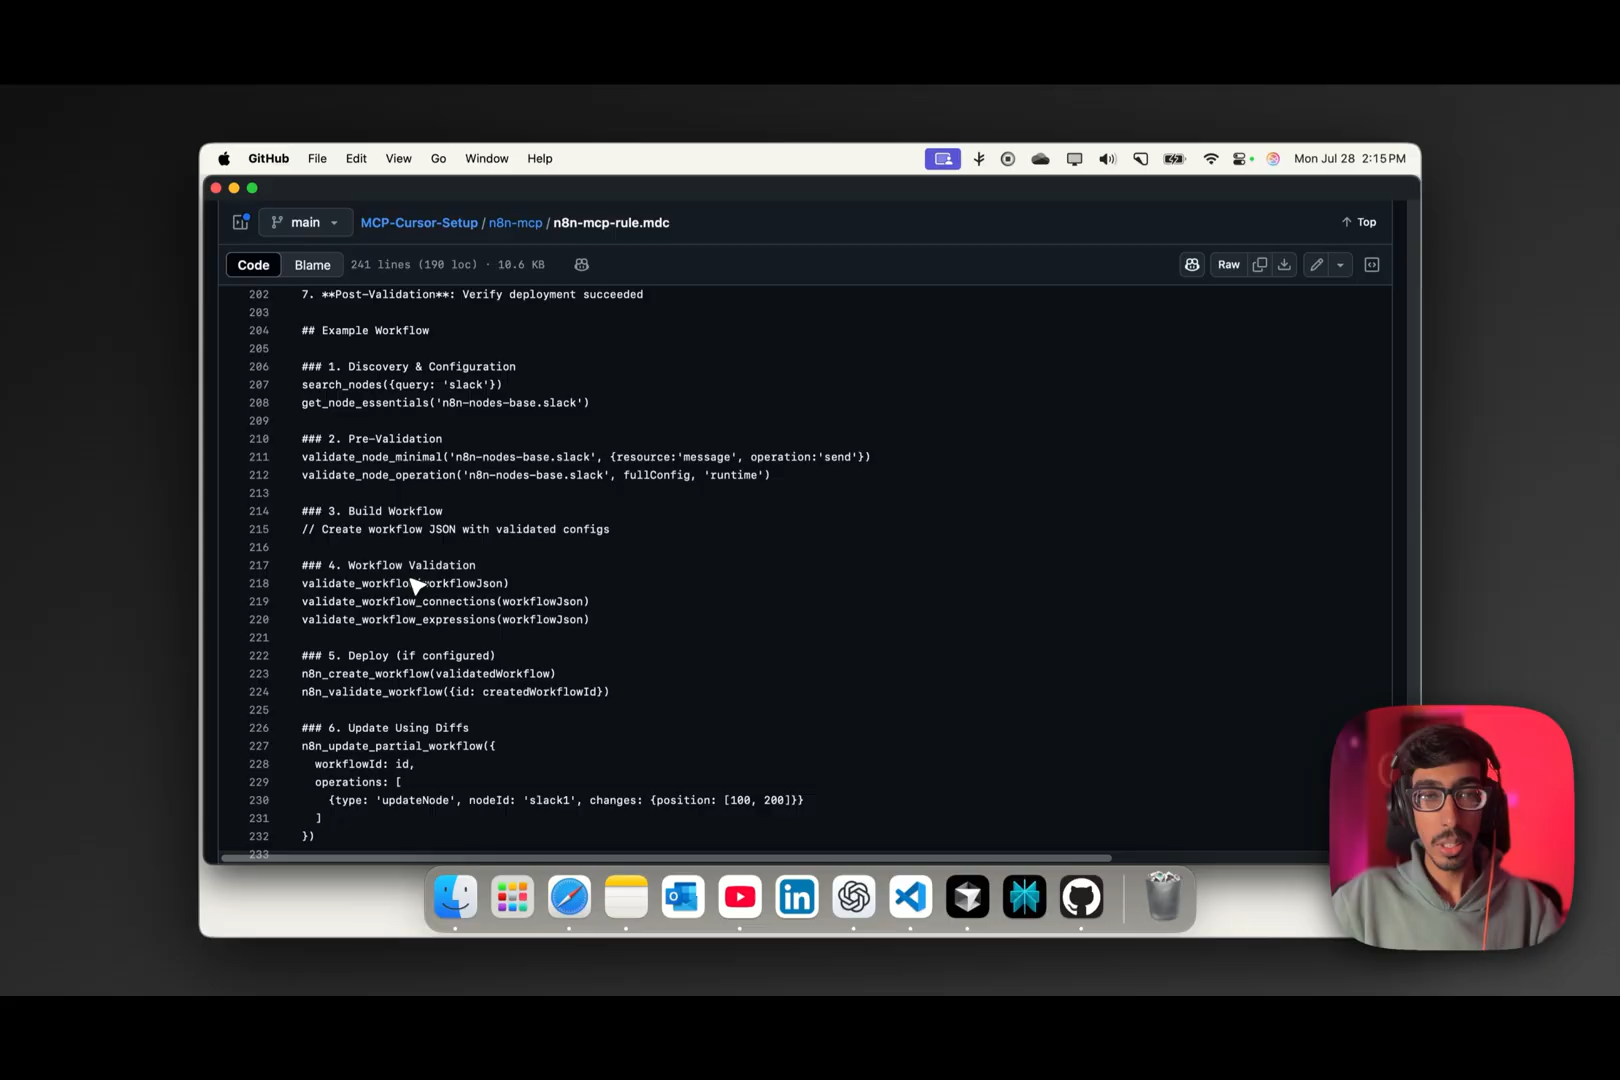 GitHub File Edit View Go Window Help Mon Jul 28 2:15 PM
main MCP-Cursor-Setup / n8n-mcp / n8n-mcp-rule.mdc Top
Code Blame 241 lines (190 loc) · 10.6 KB Raw
202 7. **Post-Validation**: Verify deployment succeeded
203
204 ## Example Workflow
205
206 ### 1. Discovery & Configuration
207 search_nodes({query: 'slack'})
208 get_node_essentials('n8n-nodes-base.slack')
209
210 ### 2. Pre-Validation
211 validate_node_minimal('n8n-nodes-base.slack', {resource:'message', operation:'send'})
212 validate_node_operation('n8n-nodes-base.slack', fullConfig, 'runtime')
213
214 ### 3. Build Workflow
215 // Create workflow JSON with validated configs
216
217 ### 4. Workflow Validation
218 validate_workflow(workflowJson)
219 validate_workflow_connections(workflowJson)
220 validate_workflow_expressions(workflowJson)
221
222 ### 5. Deploy (if configured)
223 n8n_create_workflow(validatedWorkflow)
224 n8n_validate_workflow({id: createdWorkflowId})
225
226 ### 6. Update Using Diffs
227 n8n_update_partial_workflow({
228 workflowId: id,
229 operations: [
230 {type: 'updateNode', nodeId: 'slack1', changes: {position: [100, 200]}}
231 ]
232 })
233